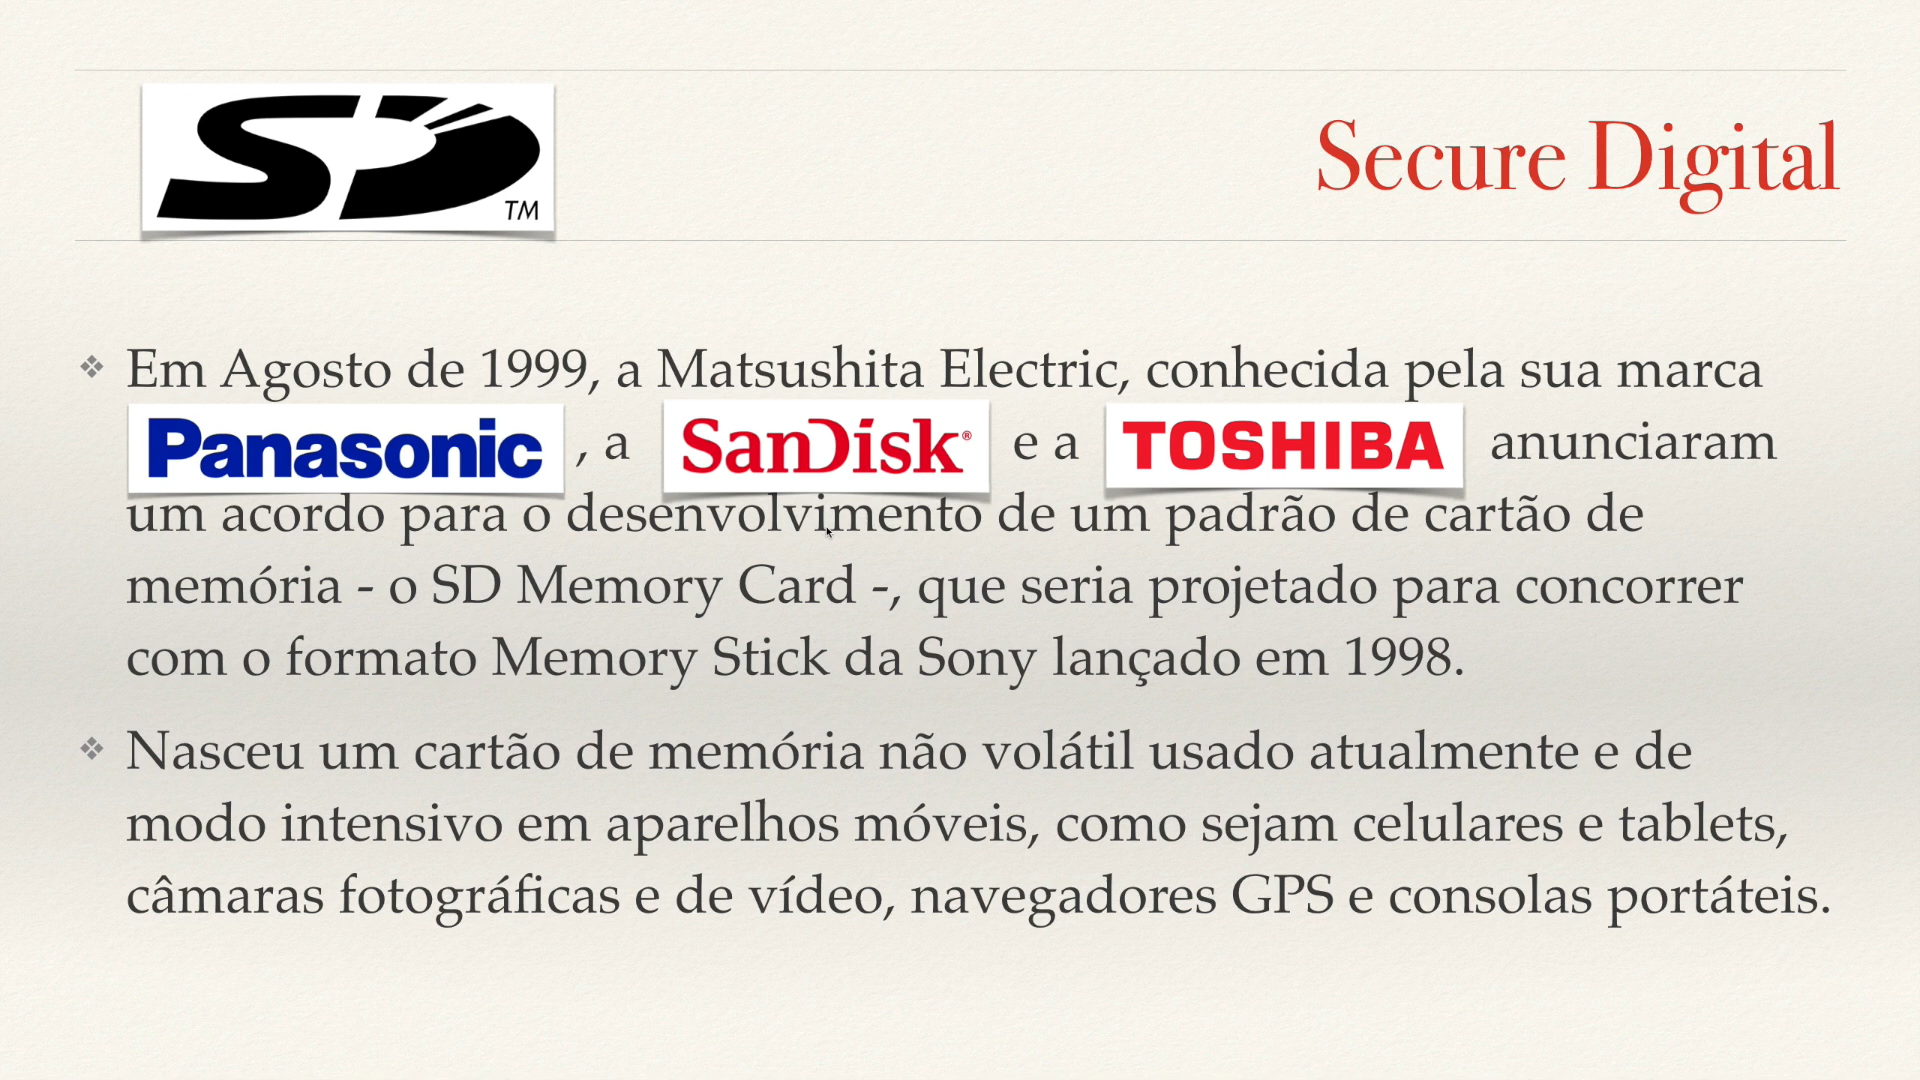 SD TM
Secure Digital
❖ Em Agosto de 1999, a Matsushita Electric, conhecida pela sua marca
Panasonic , a SanDisk® e a TOSHIBA anunciaram
um acordo para o desenvolvimento de um padrão de cartão de
memória - o SD Memory Card -, que seria projetado para concorrer
com o formato Memory Stick da Sony lançado em 1998.
❖ Nasceu um cartão de memória não volátil usado atualmente e de
modo intensivo em aparelhos móveis, como sejam celulares e tablets,
câmaras fotográficas e de vídeo, navegadores GPS e consolas portáteis.